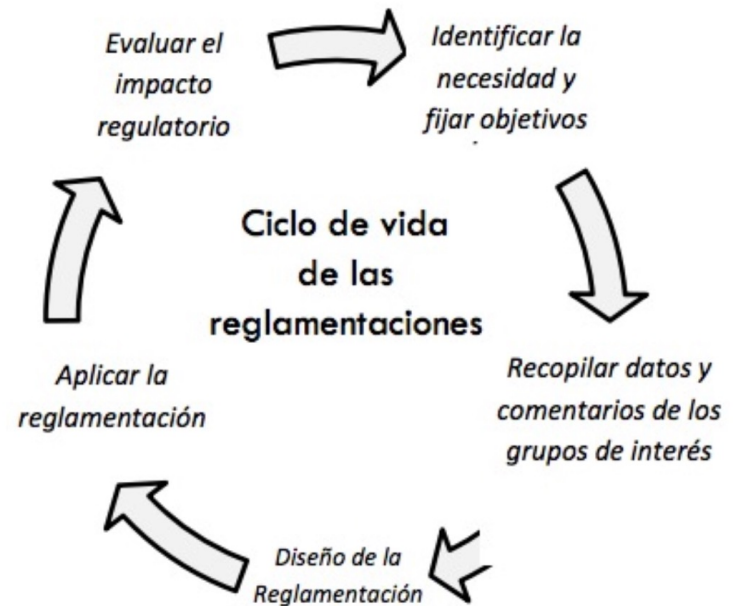 Evaluar el
impacto
regulatorio
Identificar la
necesidad y
fijar objetivos
Ciclo de vida
de las
reglamentaciones
Recopilar datos y
comentarios de los
grupos de interés
Aplicar la
reglamentación
Diseño de la
Reglamentación